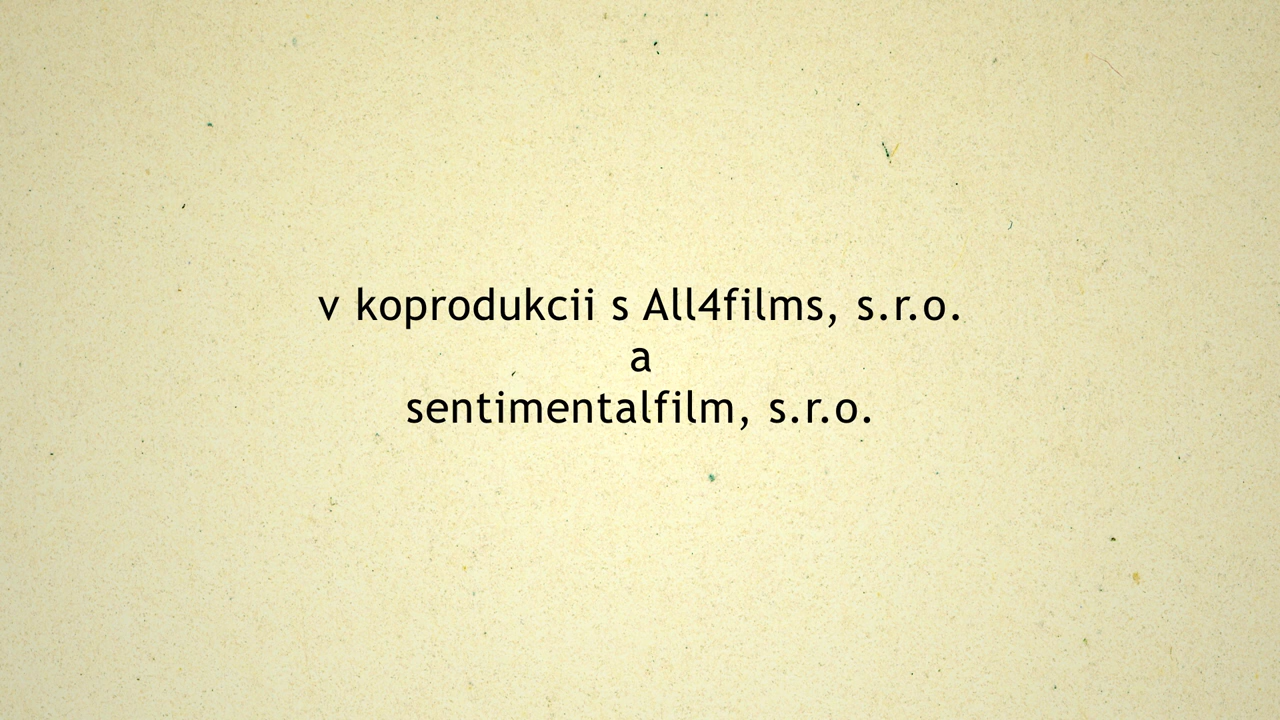 v koprodukcii s All4films, s.r.o.
a
sentimentalfilm, s.r.o.